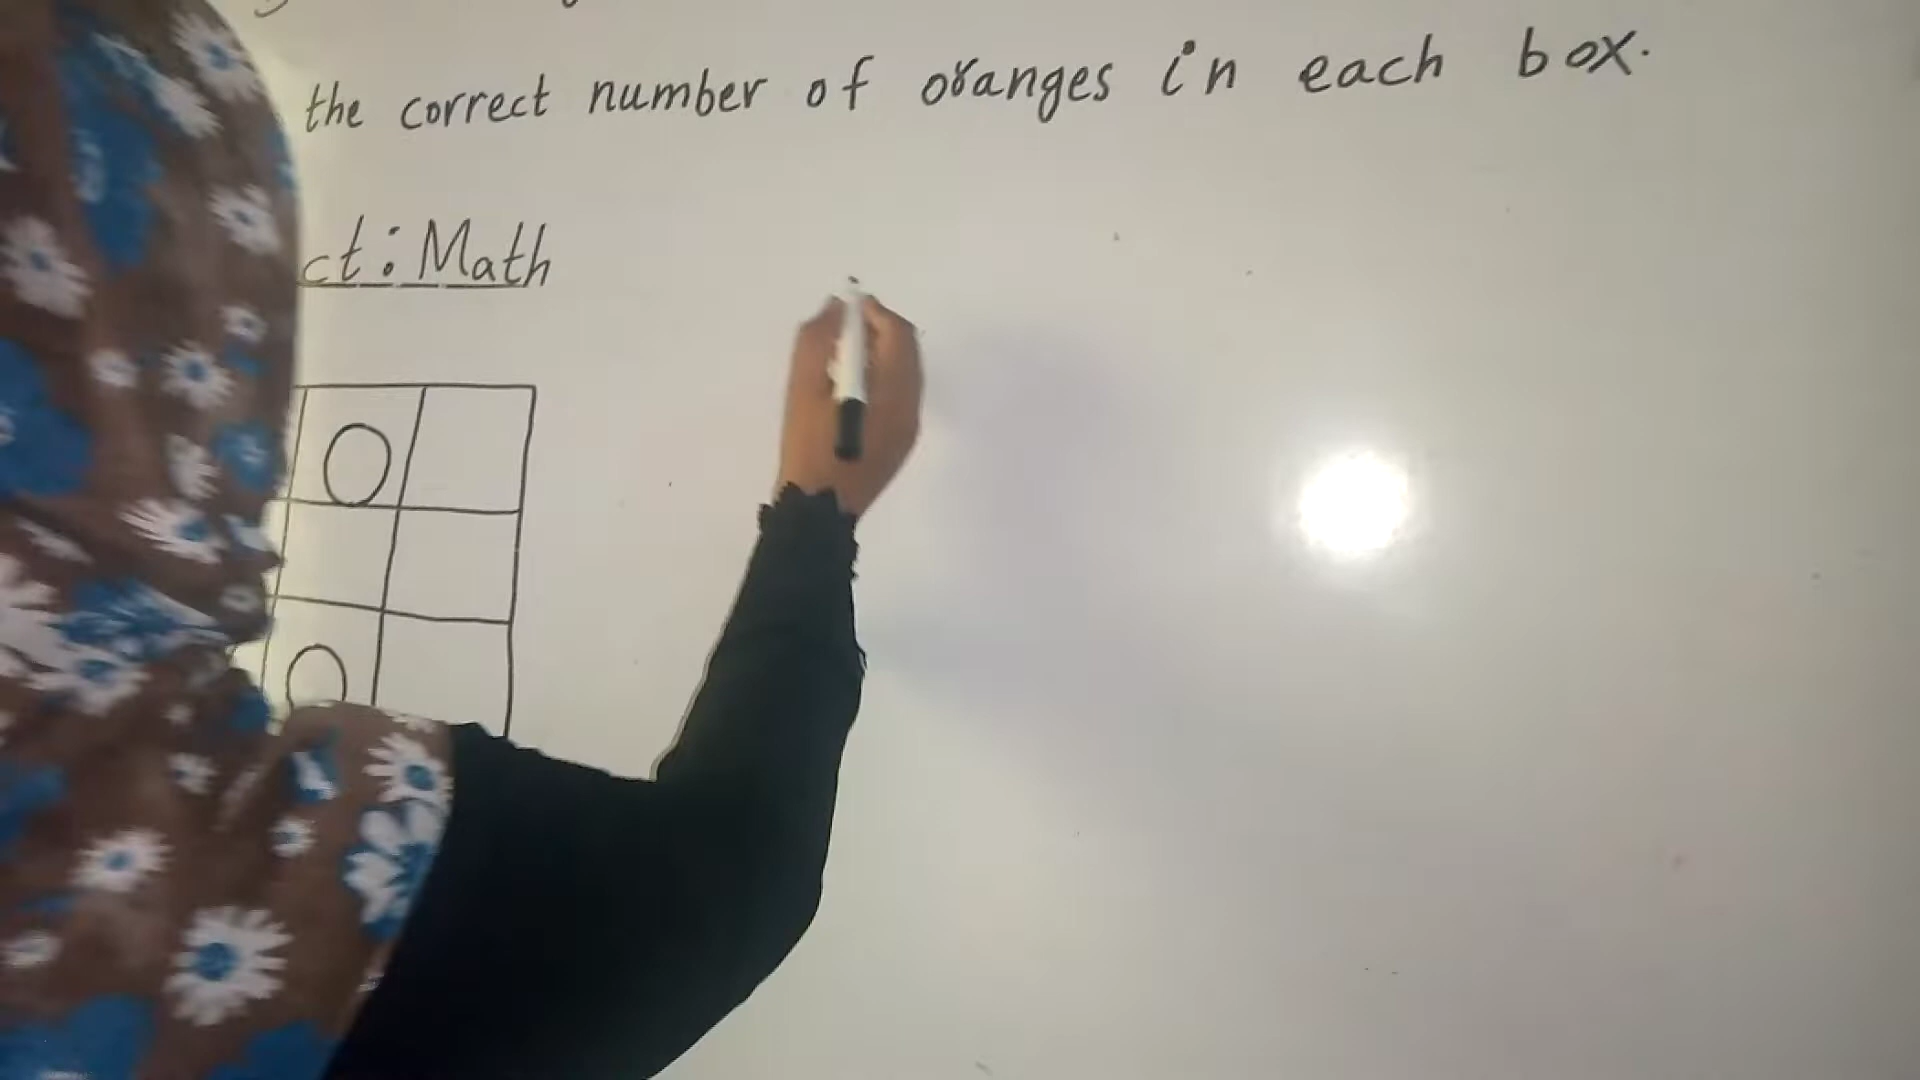 the correct number of oranges in each box.
ct: Math